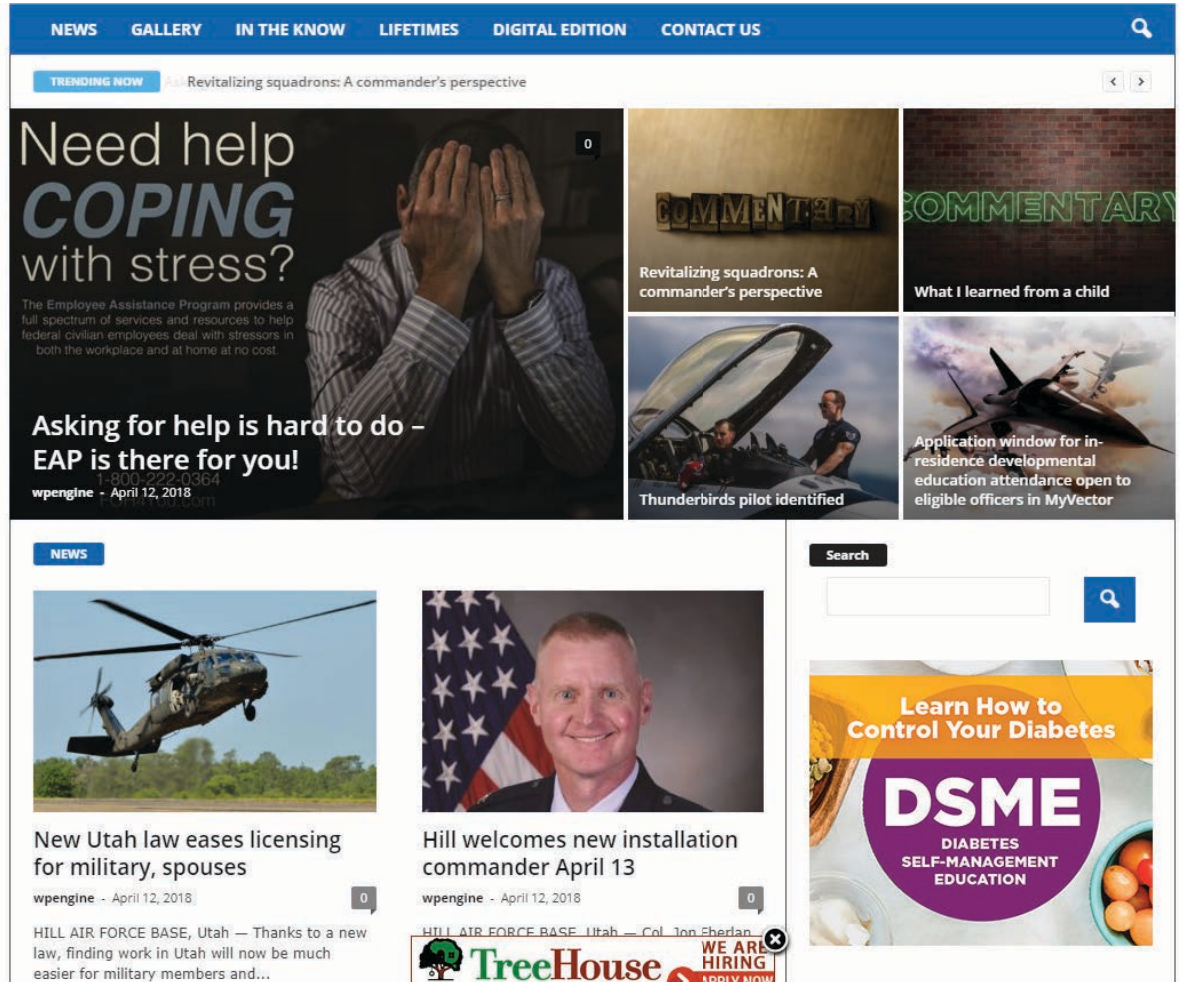 NEWS GALLERY IN THE KNOW LIFETIMES DIGITAL EDITION CONTACT US
TRENDING NOW Revitalizing squadrons: A commander's perspective
Need help
COPING
with stress?
The Employee Assistance Program provides a
full spectrum of services and resources to help
federal civilian employees deal with stressors in
both the workplace and at home at no cost.
0
Asking for help is hard to do –
EAP is there for you!
1-800-222-0364
wpengine - April 12, 2018
COMMENTARY
Revitalizing squadrons: A
commander's perspective
COMMENTARY
What I learned from a child
Thunderbirds pilot identified
Application window for in-
residence developmental
education attendance open to
eligible officers in MyVector
NEWS
New Utah law eases licensing
for military, spouses
wpengine - April 12, 2018 0
HILL AIR FORCE BASE, Utah — Thanks to a new
law, finding work in Utah will now be much
easier for military members and...
Hill welcomes new installation
commander April 13
wpengine - April 12, 2018 0
HILL AIR FORCE BASE, Utah — Col. Jon Eberlan
TreeHouse
WE ARE
HIRING
APPLY NOW
Search
Learn How to
Control Your Diabetes
DSME
DIABETES
SELF-MANAGEMENT
EDUCATION